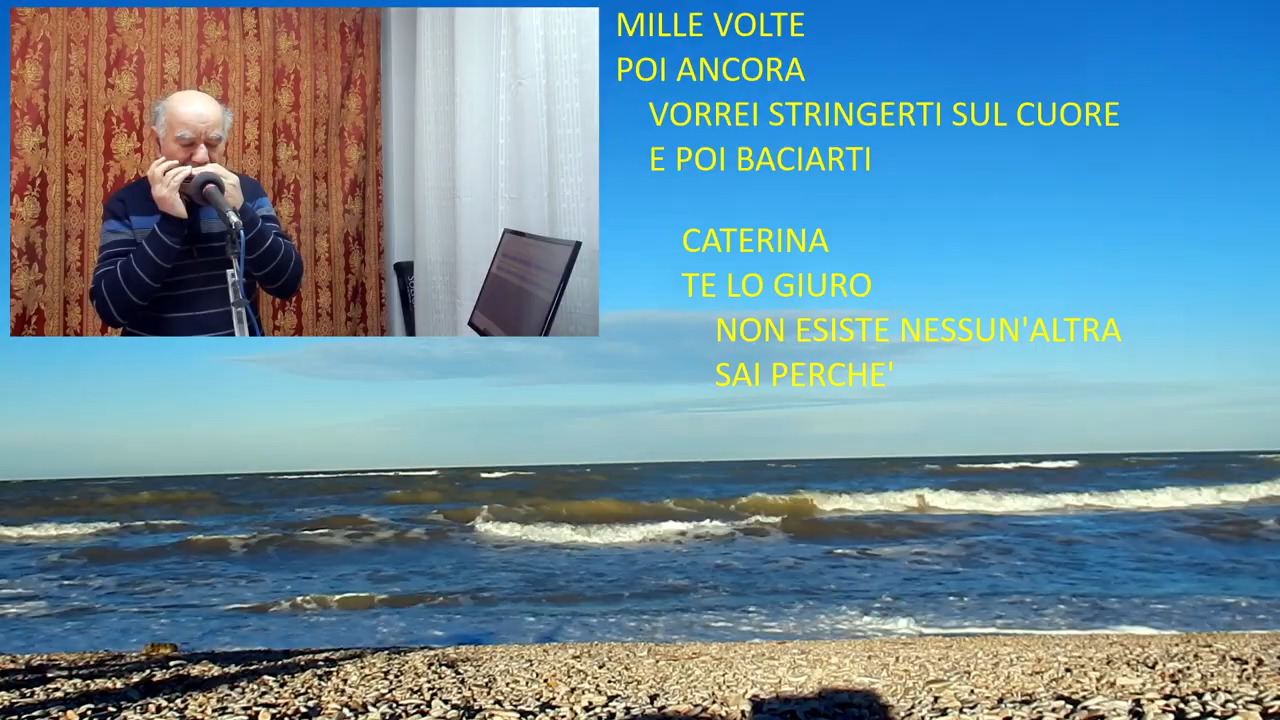 MILLE VOLTE
POI ANCORA
VORREI STRINGERTI SUL CUORE
E POI BACIARTI
CATERINA
TE LO GIURO
NON ESISTE NESSUN'ALTRA
SAI PERCHE'